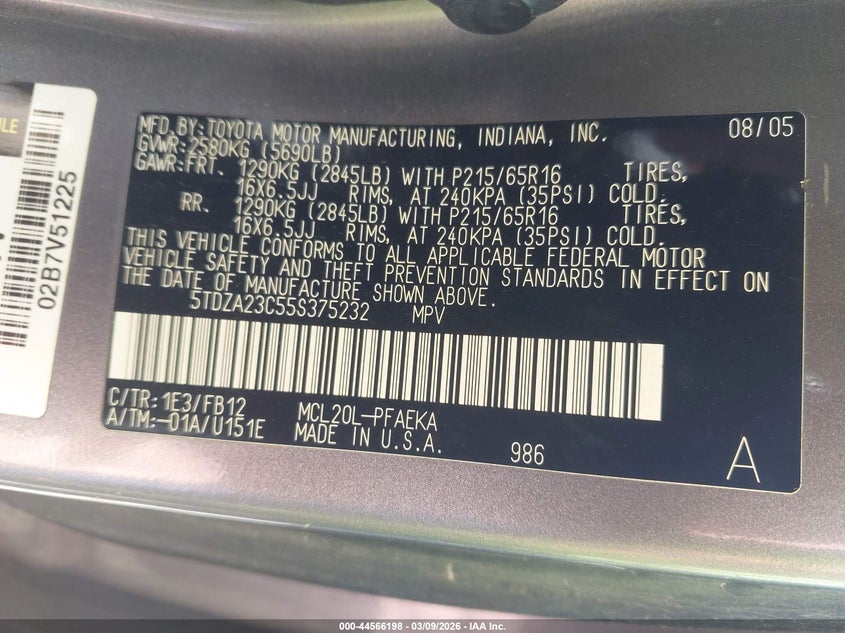 MFD.BY:TOYOTA MOTOR MANUFACTURING, INDIANA, INC. 08/05
GVWR:2580KG (5690LB)
GAWR:FRT. 1290KG (2845LB) WITH P215/65R16 TIRES,
16X6.5JJ RIMS, AT 240KPA (35PSI) COLD.
RR. 1290KG (2845LB) WITH P215/65R16 TIRES,
16X6.5JJ RIMS, AT 240KPA (35PSI) COLD.
THIS VEHICLE CONFORMS TO ALL APPLICABLE FEDERAL MOTOR
VEHICLE SAFETY AND THEFT PREVENTION STANDARDS IN EFFECT ON
THE DATE OF MANUFACTURE SHOWN ABOVE.
5TDZA23C55S375232 MPV
C/TR:1E3/FB12 MCL20L-PFAEKA
A/TM:-01A/U151E MADE IN U.S.A. 986 A
02B7V51225
000-44566198 - 03/09/2026 - IAA Inc.